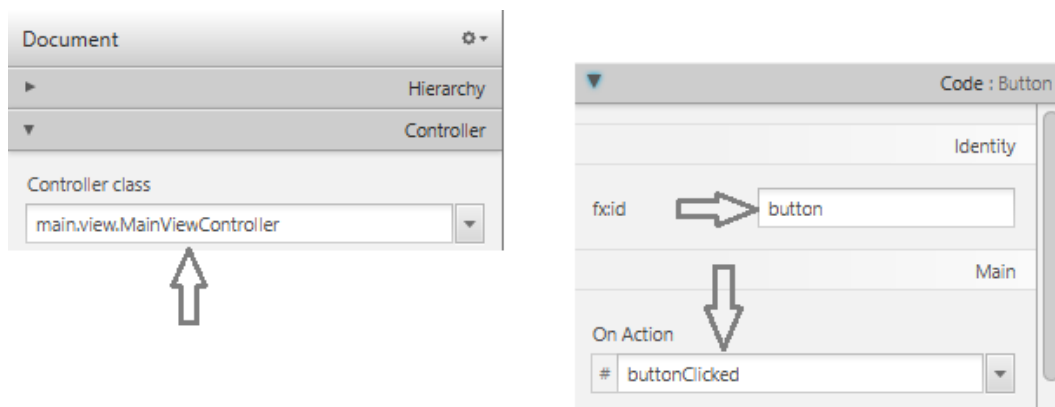 Document
Hierarchy
Controller
Controller class
main.view.MainViewController
Code : Button
Identity
fx:id
button
Main
On Action
# buttonClicked